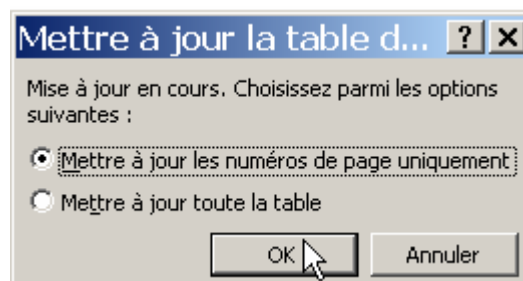 Mettre à jour la table d...
Mise à jour en cours. Choisissez parmi les options
suivantes :
Mettre à jour les numéros de page uniquement
Mettre à jour toute la table
OK
Annuler